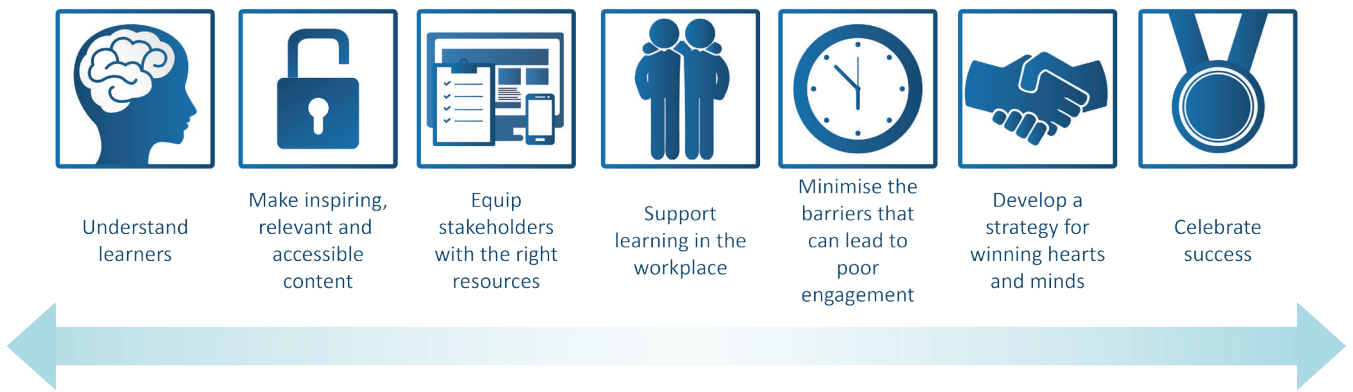 Understand
learners
Make inspiring,
relevant and
accessible
content
Equip
stakeholders
with the right
resources
Support
learning in the
workplace
Minimise the
barriers that
can lead to
poor
engagement
Develop a
strategy for
winning hearts
and minds
Celebrate
success